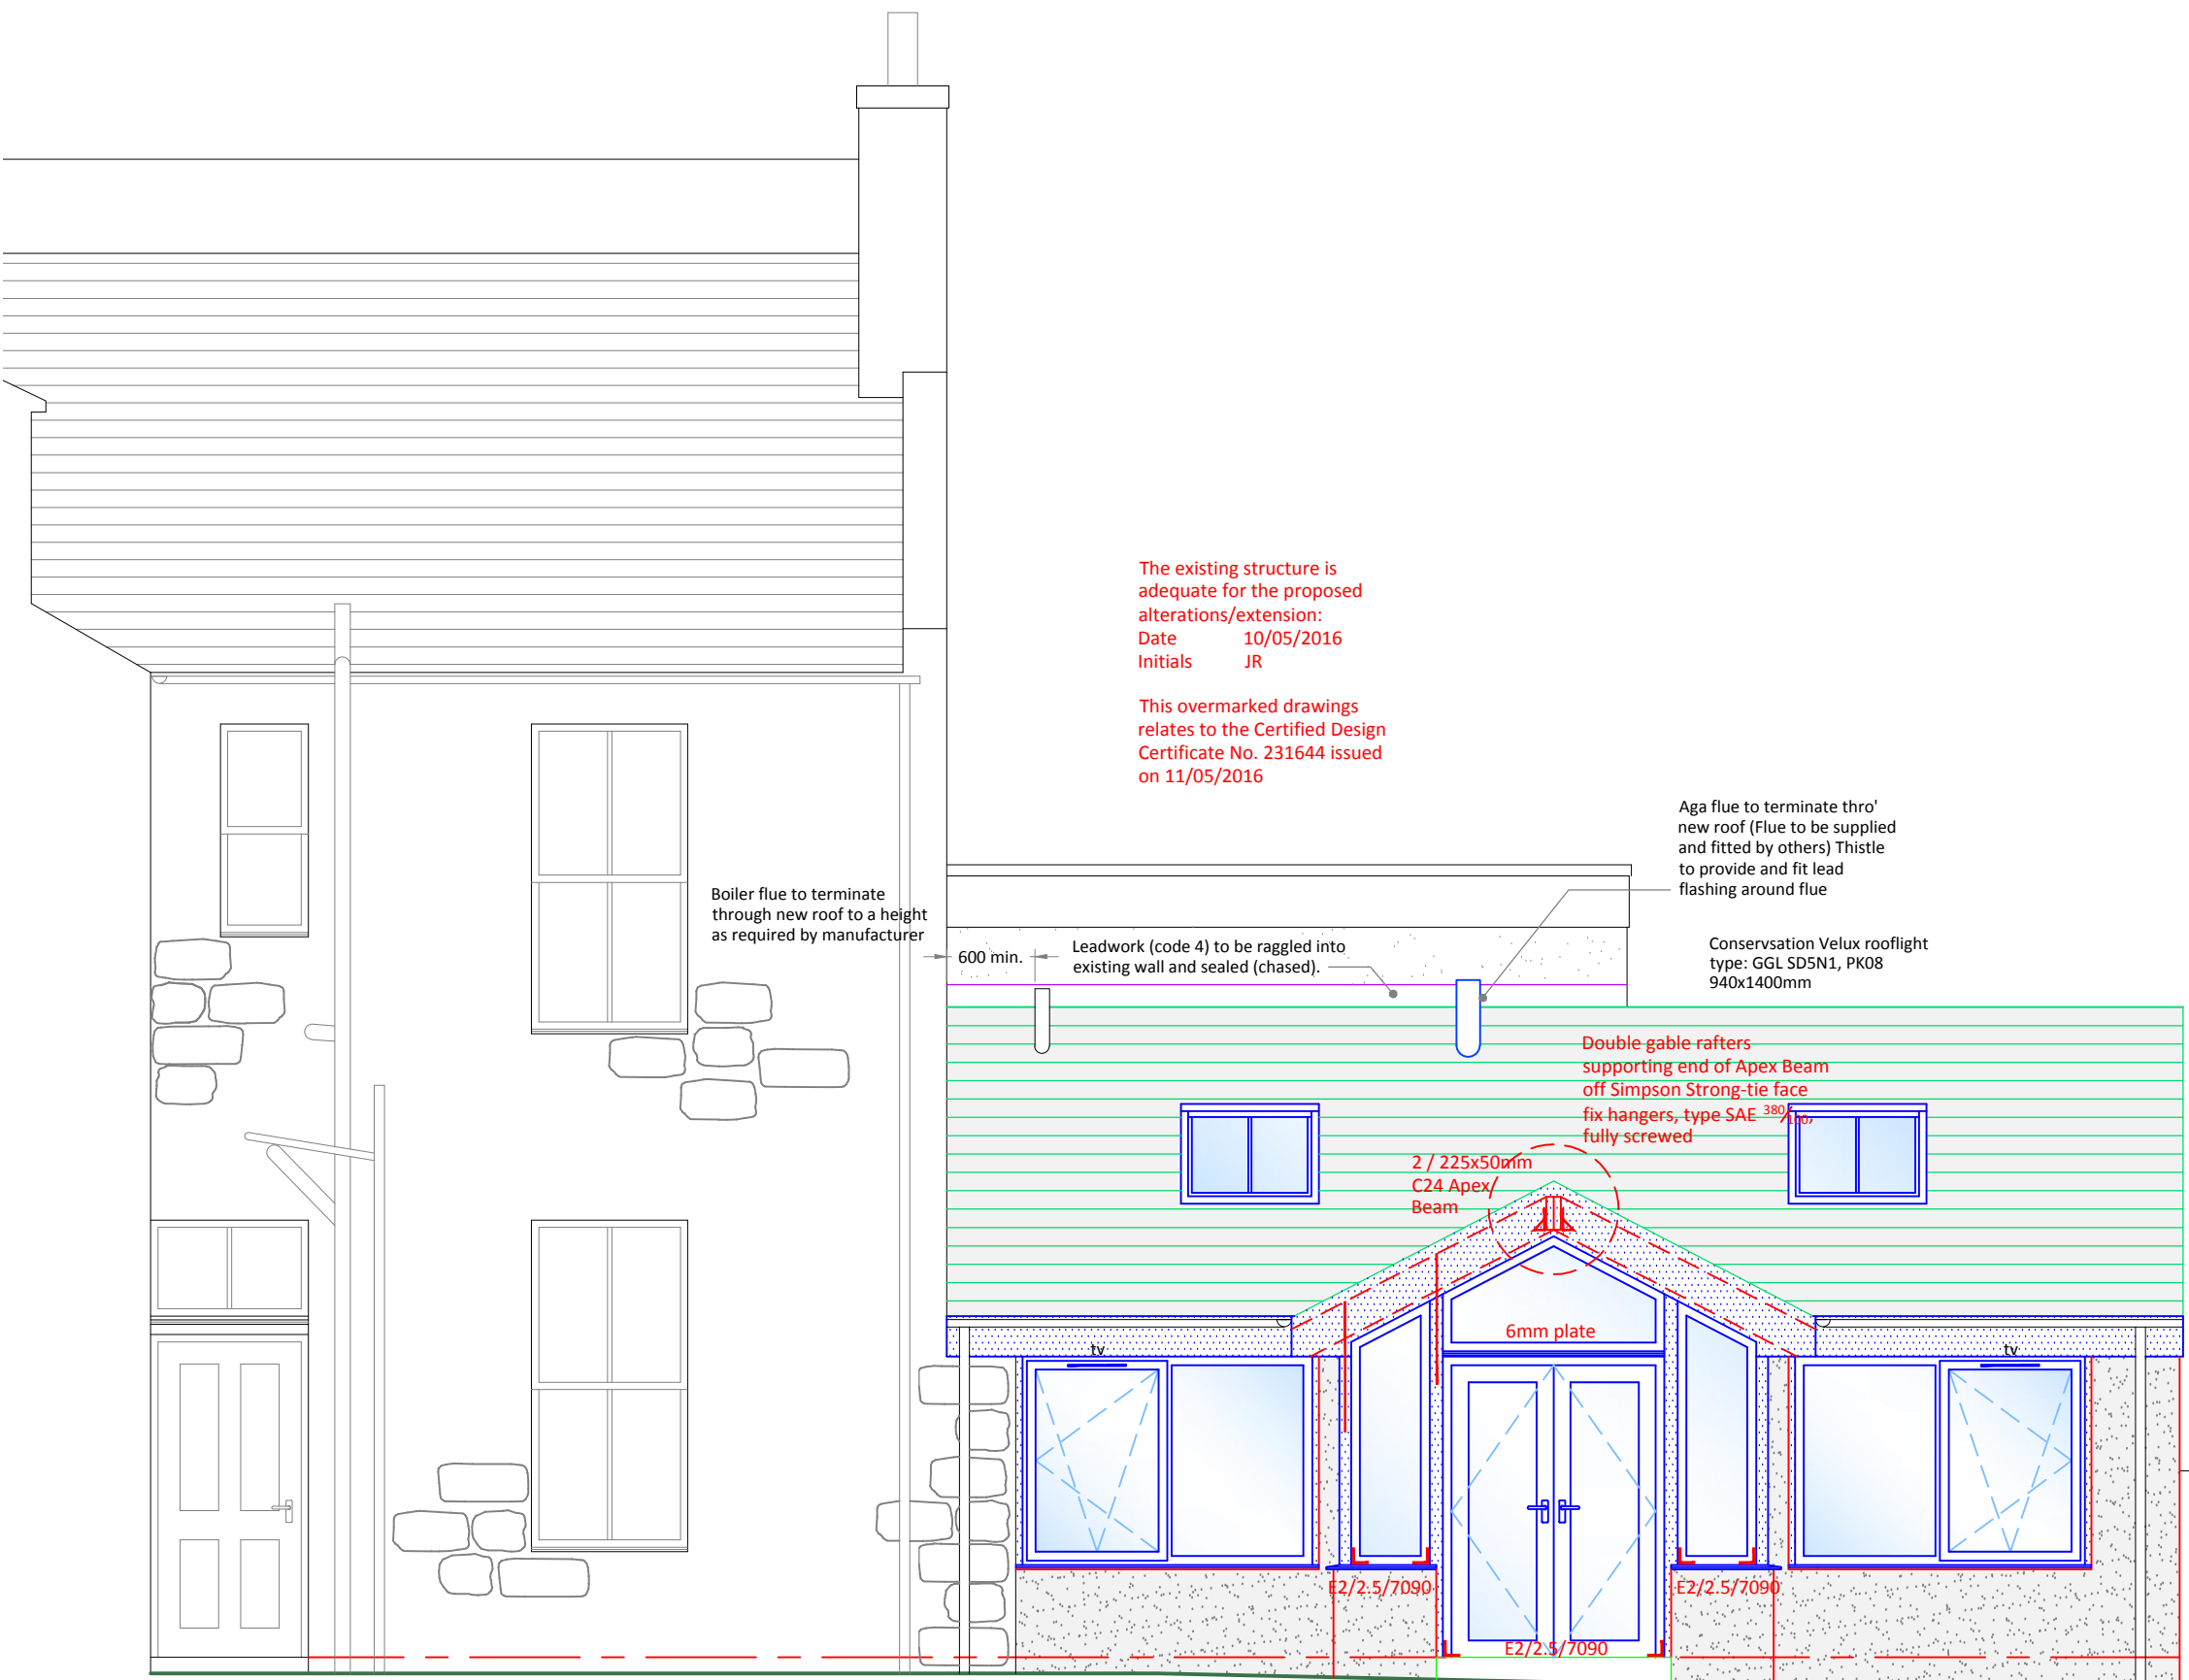 The existing structure is
adequate for the proposed
alterations/extension:
Date 10/05/2016
Initials JR
This overmarked drawings
relates to the Certified Design
Certificate No. 231644 issued
on 11/05/2016
Aga flue to terminate thro'
new roof (Flue to be supplied
and fitted by others) Thistle
to provide and fit lead
flashing around flue
Boiler flue to terminate
through new roof to a height
as required by manufacturer
600 min.
Leadwork (code 4) to be raggled into
existing wall and sealed (chased).
Conservsation Velux rooflight
type: GGL SD5N1, PK08
940x1400mm
Double gable rafters
supporting end of Apex Beam
off Simpson Strong-tie face
fix hangers, type SAE 380/100,
fully screwed
2 / 225x50mm
C24 Apex
Beam
6mm plate
tv
tv
E2/2.5/7090
E2/2.5/7090
E2/2.5/7090